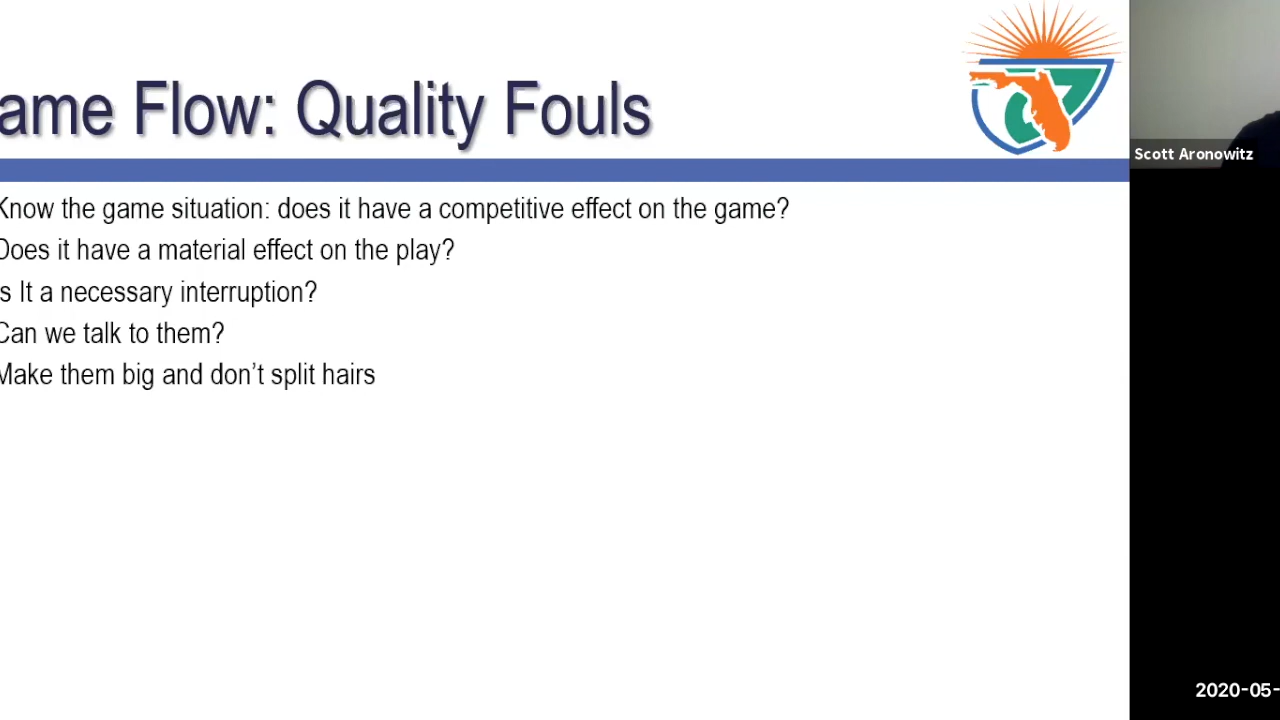 ame Flow: Quality Fouls
Know the game situation: does it have a competitive effect on the game?
Does it have a material effect on the play?
s It a necessary interruption?
Can we talk to them?
Make them big and don't split hairs
Scott Aronowitz
2020-05-